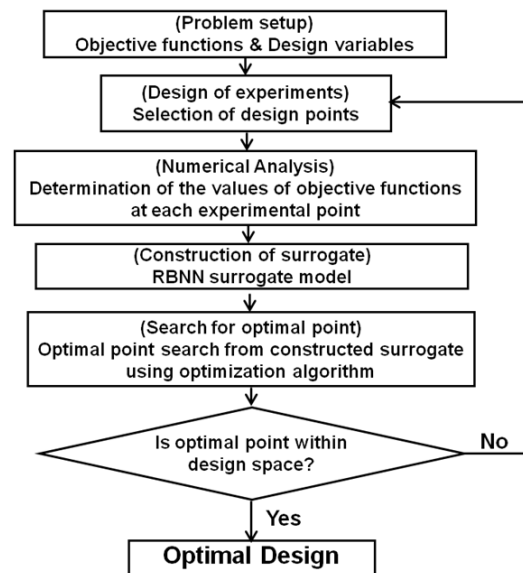 (Problem setup)
Objective functions & Design variables
(Design of experiments)
Selection of design points
(Numerical Analysis)
Determination of the values of objective functions
at each experimental point
(Construction of surrogate)
RBNN surrogate model
(Search for optimal point)
Optimal point search from constructed surrogate
using optimization algorithm
Is optimal point within
design space?
No
Yes
Optimal Design